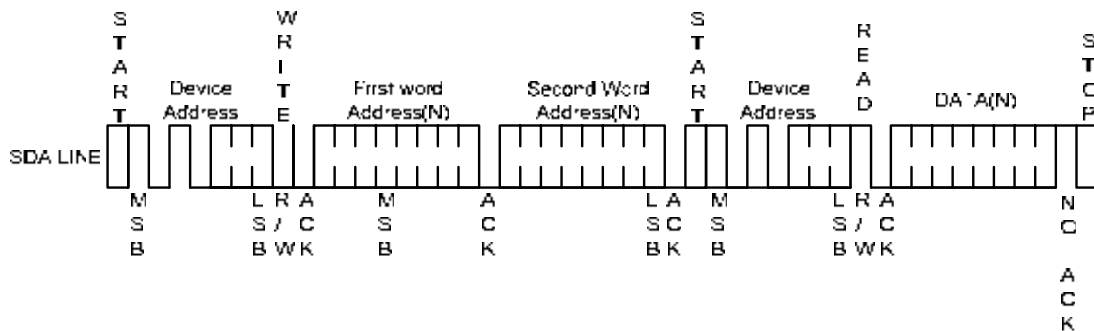 START
WRITE
START
READ
STOP
Device
Address
First word
Address(N)
Second Word
Address(N)
Device
Address
DATA(N)
SDA LINE
MSB
LSB
R/W
ACK
MSB
ACK
LSB
ACK
MSB
LSB
R/W
ACK
NO ACK